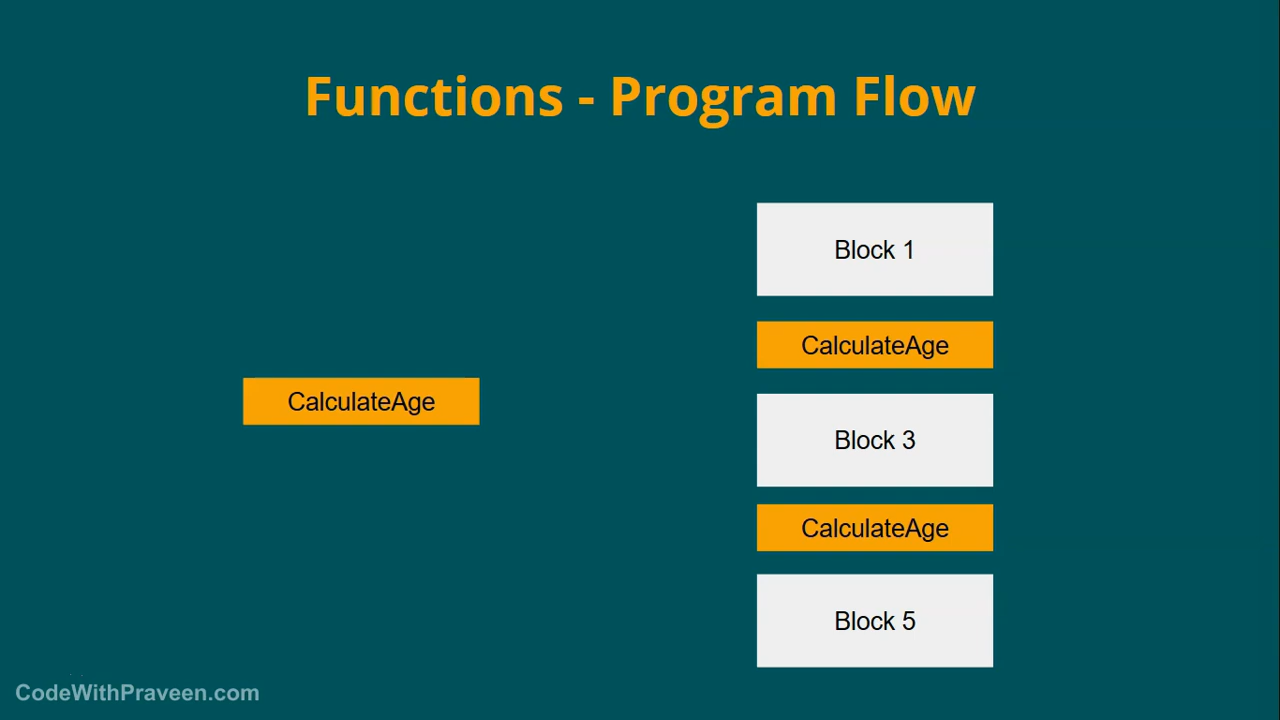 Functions - Program Flow
CalculateAge
Block 1
CalculateAge
Block 3
CalculateAge
Block 5
CodeWithPraveen.com